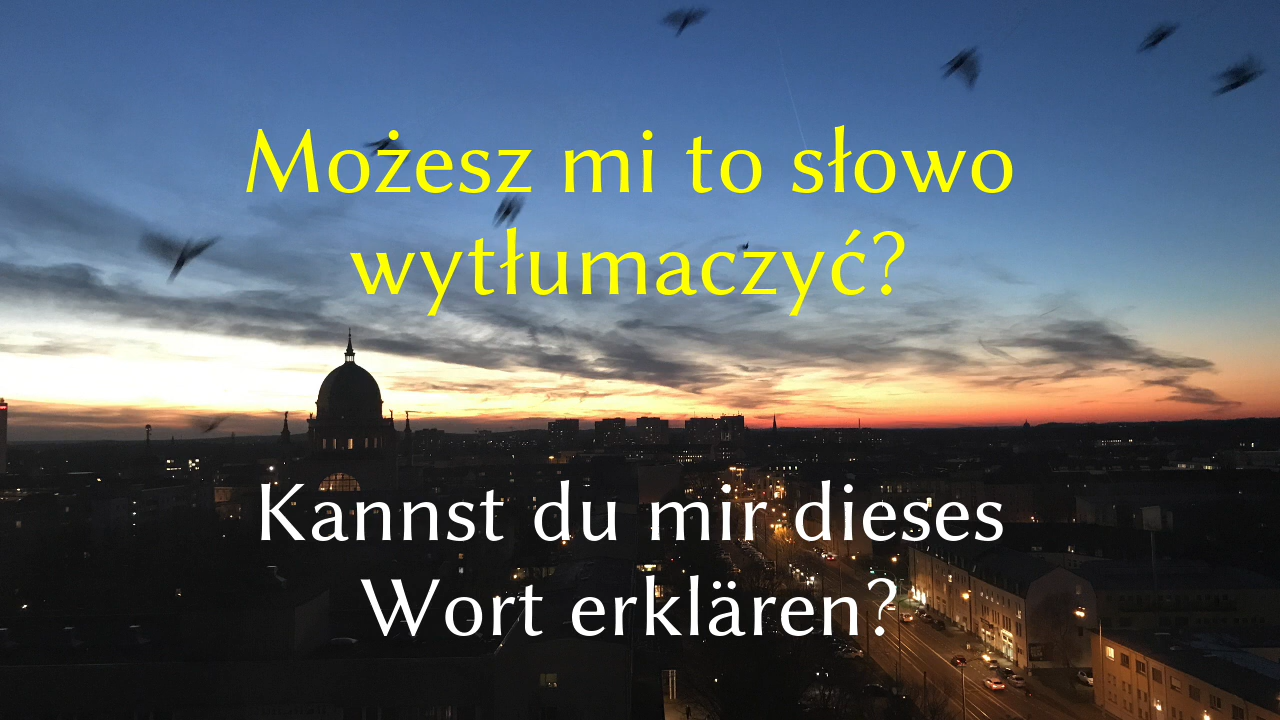 Możesz mi to słowo
wytłumaczyć?
Kannst du mir dieses
Wort erklären?